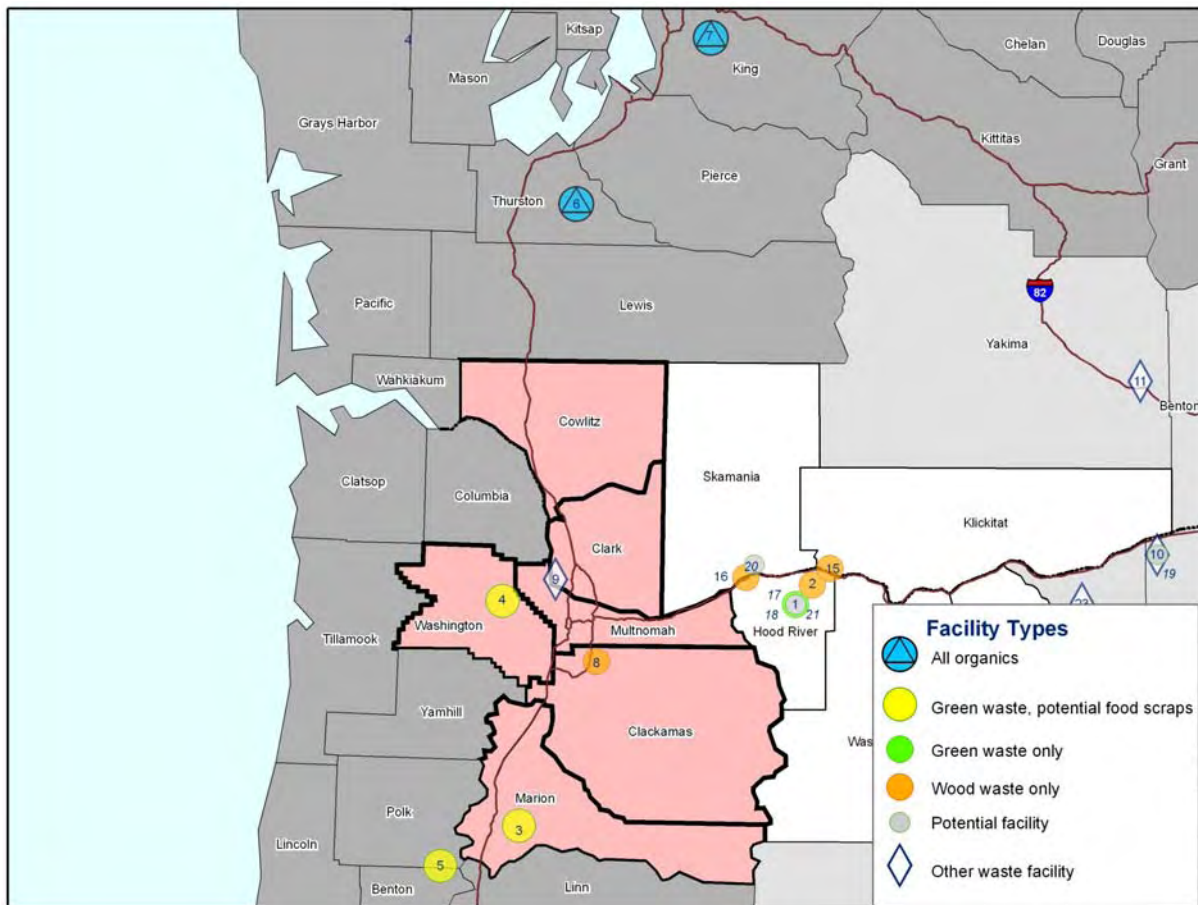 Kitsap
7
Chelan
Douglas
4
Mason
King
Grays Harbor
Kittitas
Grant
Pierce
Thurston
6
82
Pacific
Lewis
Yakima
11
Benton
Wahkiakum
Cowlitz
Skamania
Clatsop
Columbia
Klickitat
Clark
10
19
16
20
15
9
2
17
4
1
18
21
23
Washington
Multnomah
Hood River
Tillamook
8
Yamhill
Clackamas
Was
Marion
Polk
3
Lincoln
5
Benton
Linn
Facility Types
All organics
Green waste, potential food scraps
Green waste only
Wood waste only
Potential facility
Other waste facility